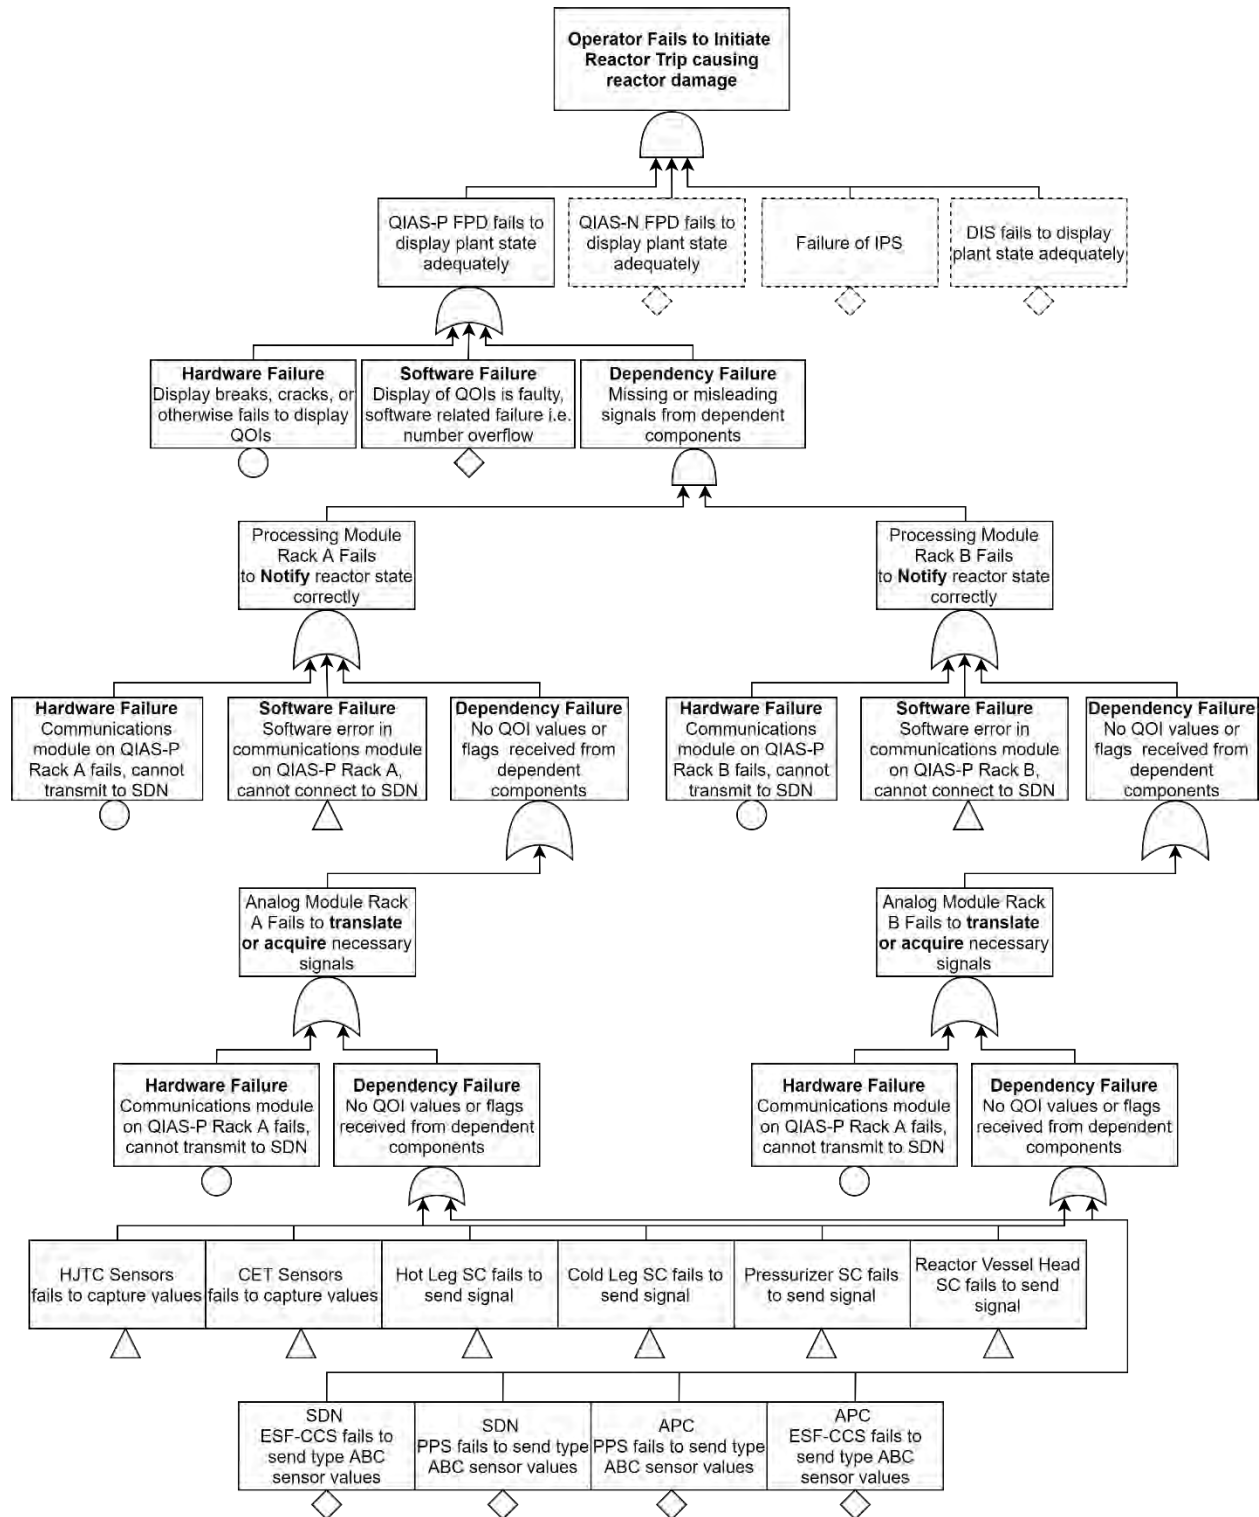 Operator Fails to Initiate
Reactor Trip causing
reactor damage
QIAS-P FPD fails to
display plant state
adequately
QIAS-N FPD fails to
display plant state
adequately
Failure of IPS
DIS fails to display
plant state adequately
Hardware Failure
Display breaks, cracks, or
otherwise fails to display
QOIs
Software Failure
Display of QOIs is faulty,
software related failure i.e.
number overflow
Dependency Failure
Missing or misleading
signals from dependent
components
Processing Module
Rack A Fails
to Notify reactor state
correctly
Processing Module
Rack B Fails
to Notify reactor state
correctly
Hardware Failure
Communications
module on QIAS-P
Rack A fails, cannot
transmit to SDN
Software Failure
Software error in
communications module
on QIAS-P Rack A,
cannot connect to SDN
Dependency Failure
No QOI values or
flags received from
dependent
components
Hardware Failure
Communications
module on QIAS-P
Rack B fails, cannot
transmit to SDN
Software Failure
Software error in
communications module
on QIAS-P Rack B,
cannot connect to SDN
Dependency Failure
No QOI values or
flags received from
dependent
components
Analog Module Rack
A Fails to translate
or acquire necessary
signals
Analog Module Rack
B Fails to translate
or acquire necessary
signals
Hardware Failure
Communications module
on QIAS-P Rack A fails,
cannot transmit to SDN
Dependency Failure
No QOI values or flags
received from dependent
components
Hardware Failure
Communications module
on QIAS-P Rack A fails,
cannot transmit to SDN
Dependency Failure
No QOI values or flags
received from dependent
components
HJTC Sensors
fails to capture values
CET Sensors
fails to capture values
Hot Leg SC fails to
send signal
Cold Leg SC fails to
send signal
Pressurizer SC fails
to send signal
Reactor Vessel Head
SC fails to send
signal
SDN
ESF-CCS fails to
send type ABC
sensor values
SDN
PPS fails to send type
ABC sensor values
APC
PPS fails to send type
ABC sensor values
APC
ESF-CCS fails to
send type ABC
sensor values